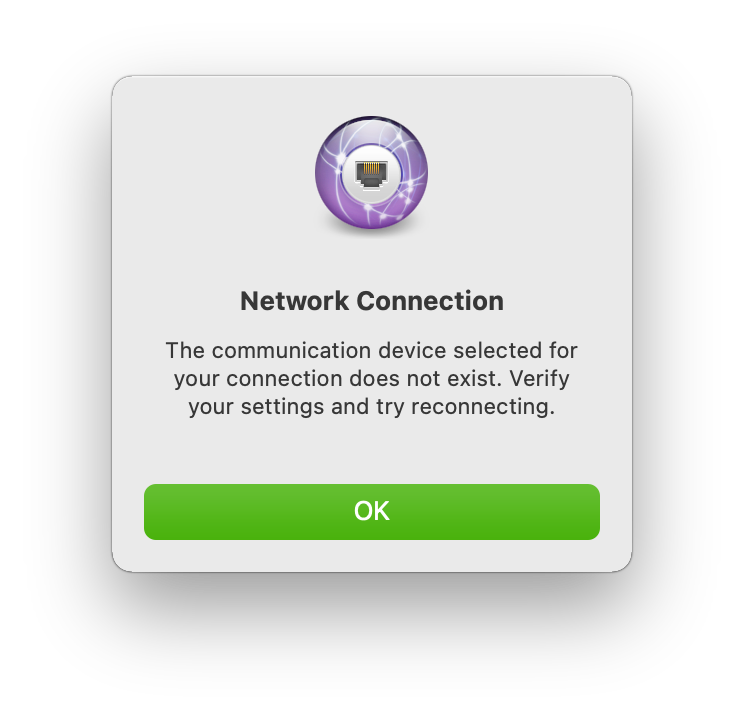 Network Connection
The communication device selected for
your connection does not exist. Verify
your settings and try reconnecting.
OK